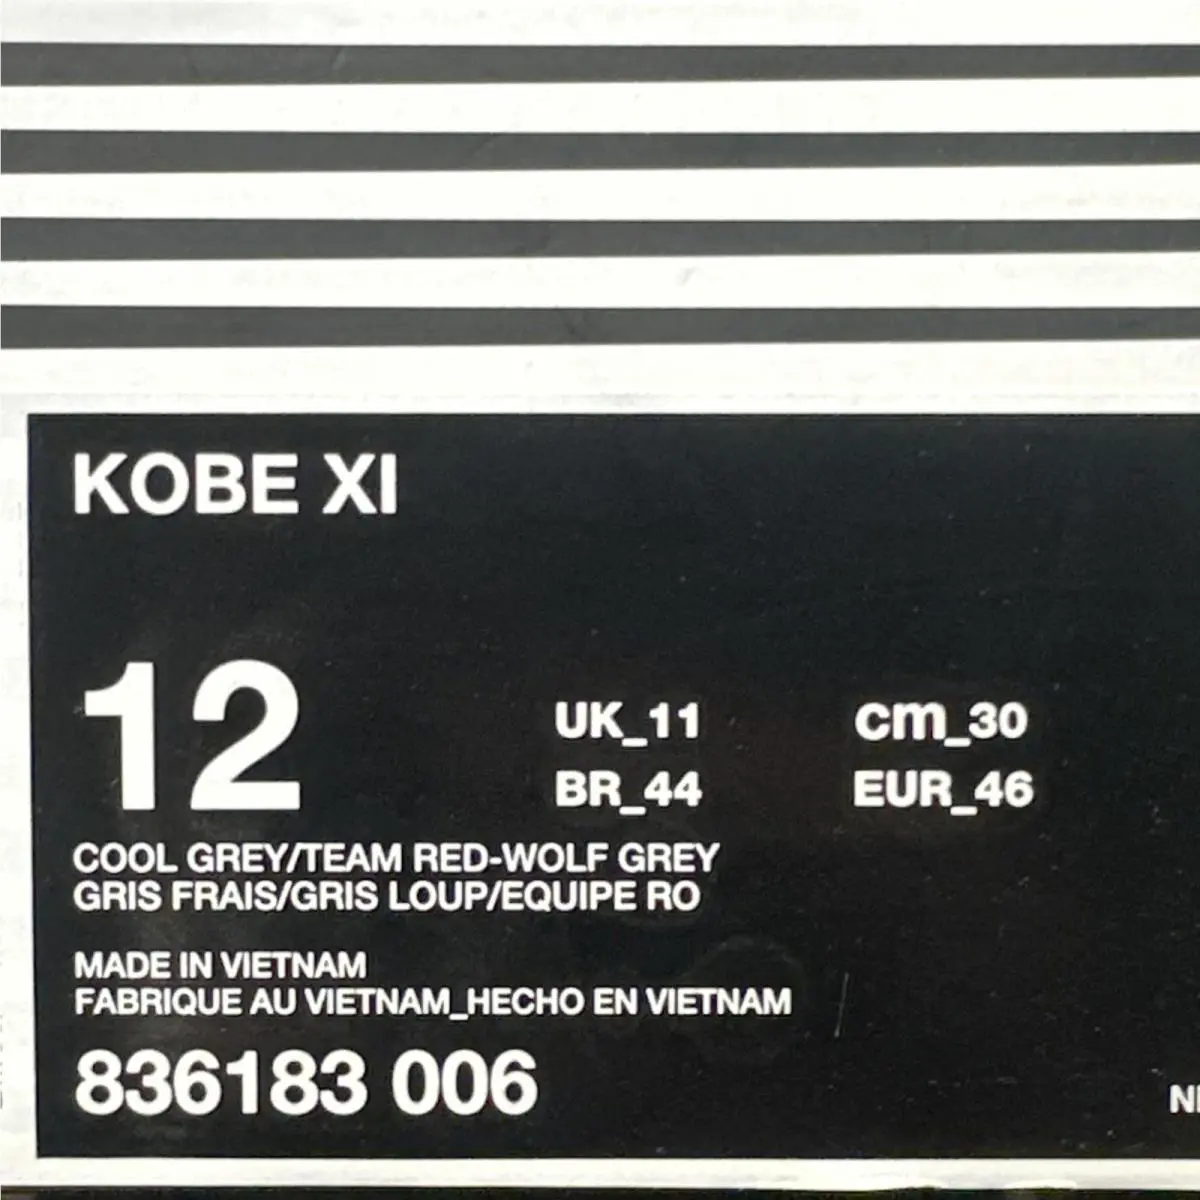 KOBE XI
12
UK_11 cm_30
BR_44 EUR_46
COOL GREY/TEAM RED-WOLF GREY
GRIS FRAIS/GRIS LOUP/EQUIPE RO
MADE IN VIETNAM
FABRIQUE AU VIETNAM_HECHO EN VIETNAM
836183 006